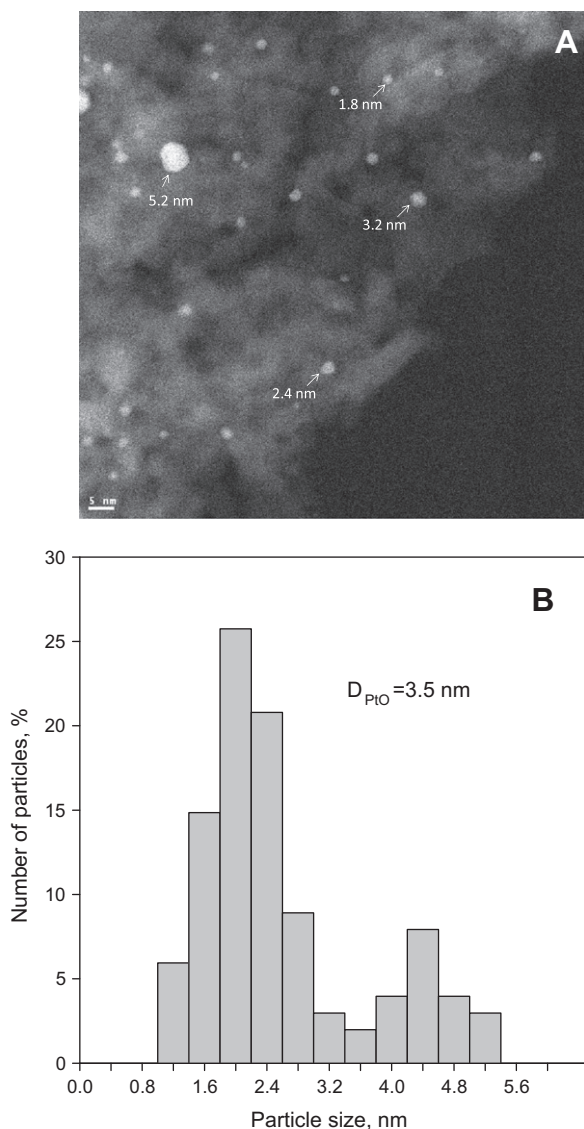 A
1.8 nm
5.2 nm
3.2 nm
2.4 nm
5 nm
B
D PtO =3.5 nm
Number of particles, %
30
25
20
15
10
5
0
0.0 0.8 1.6 2.4 3.2 4.0 4.8 5.6
Particle size, nm